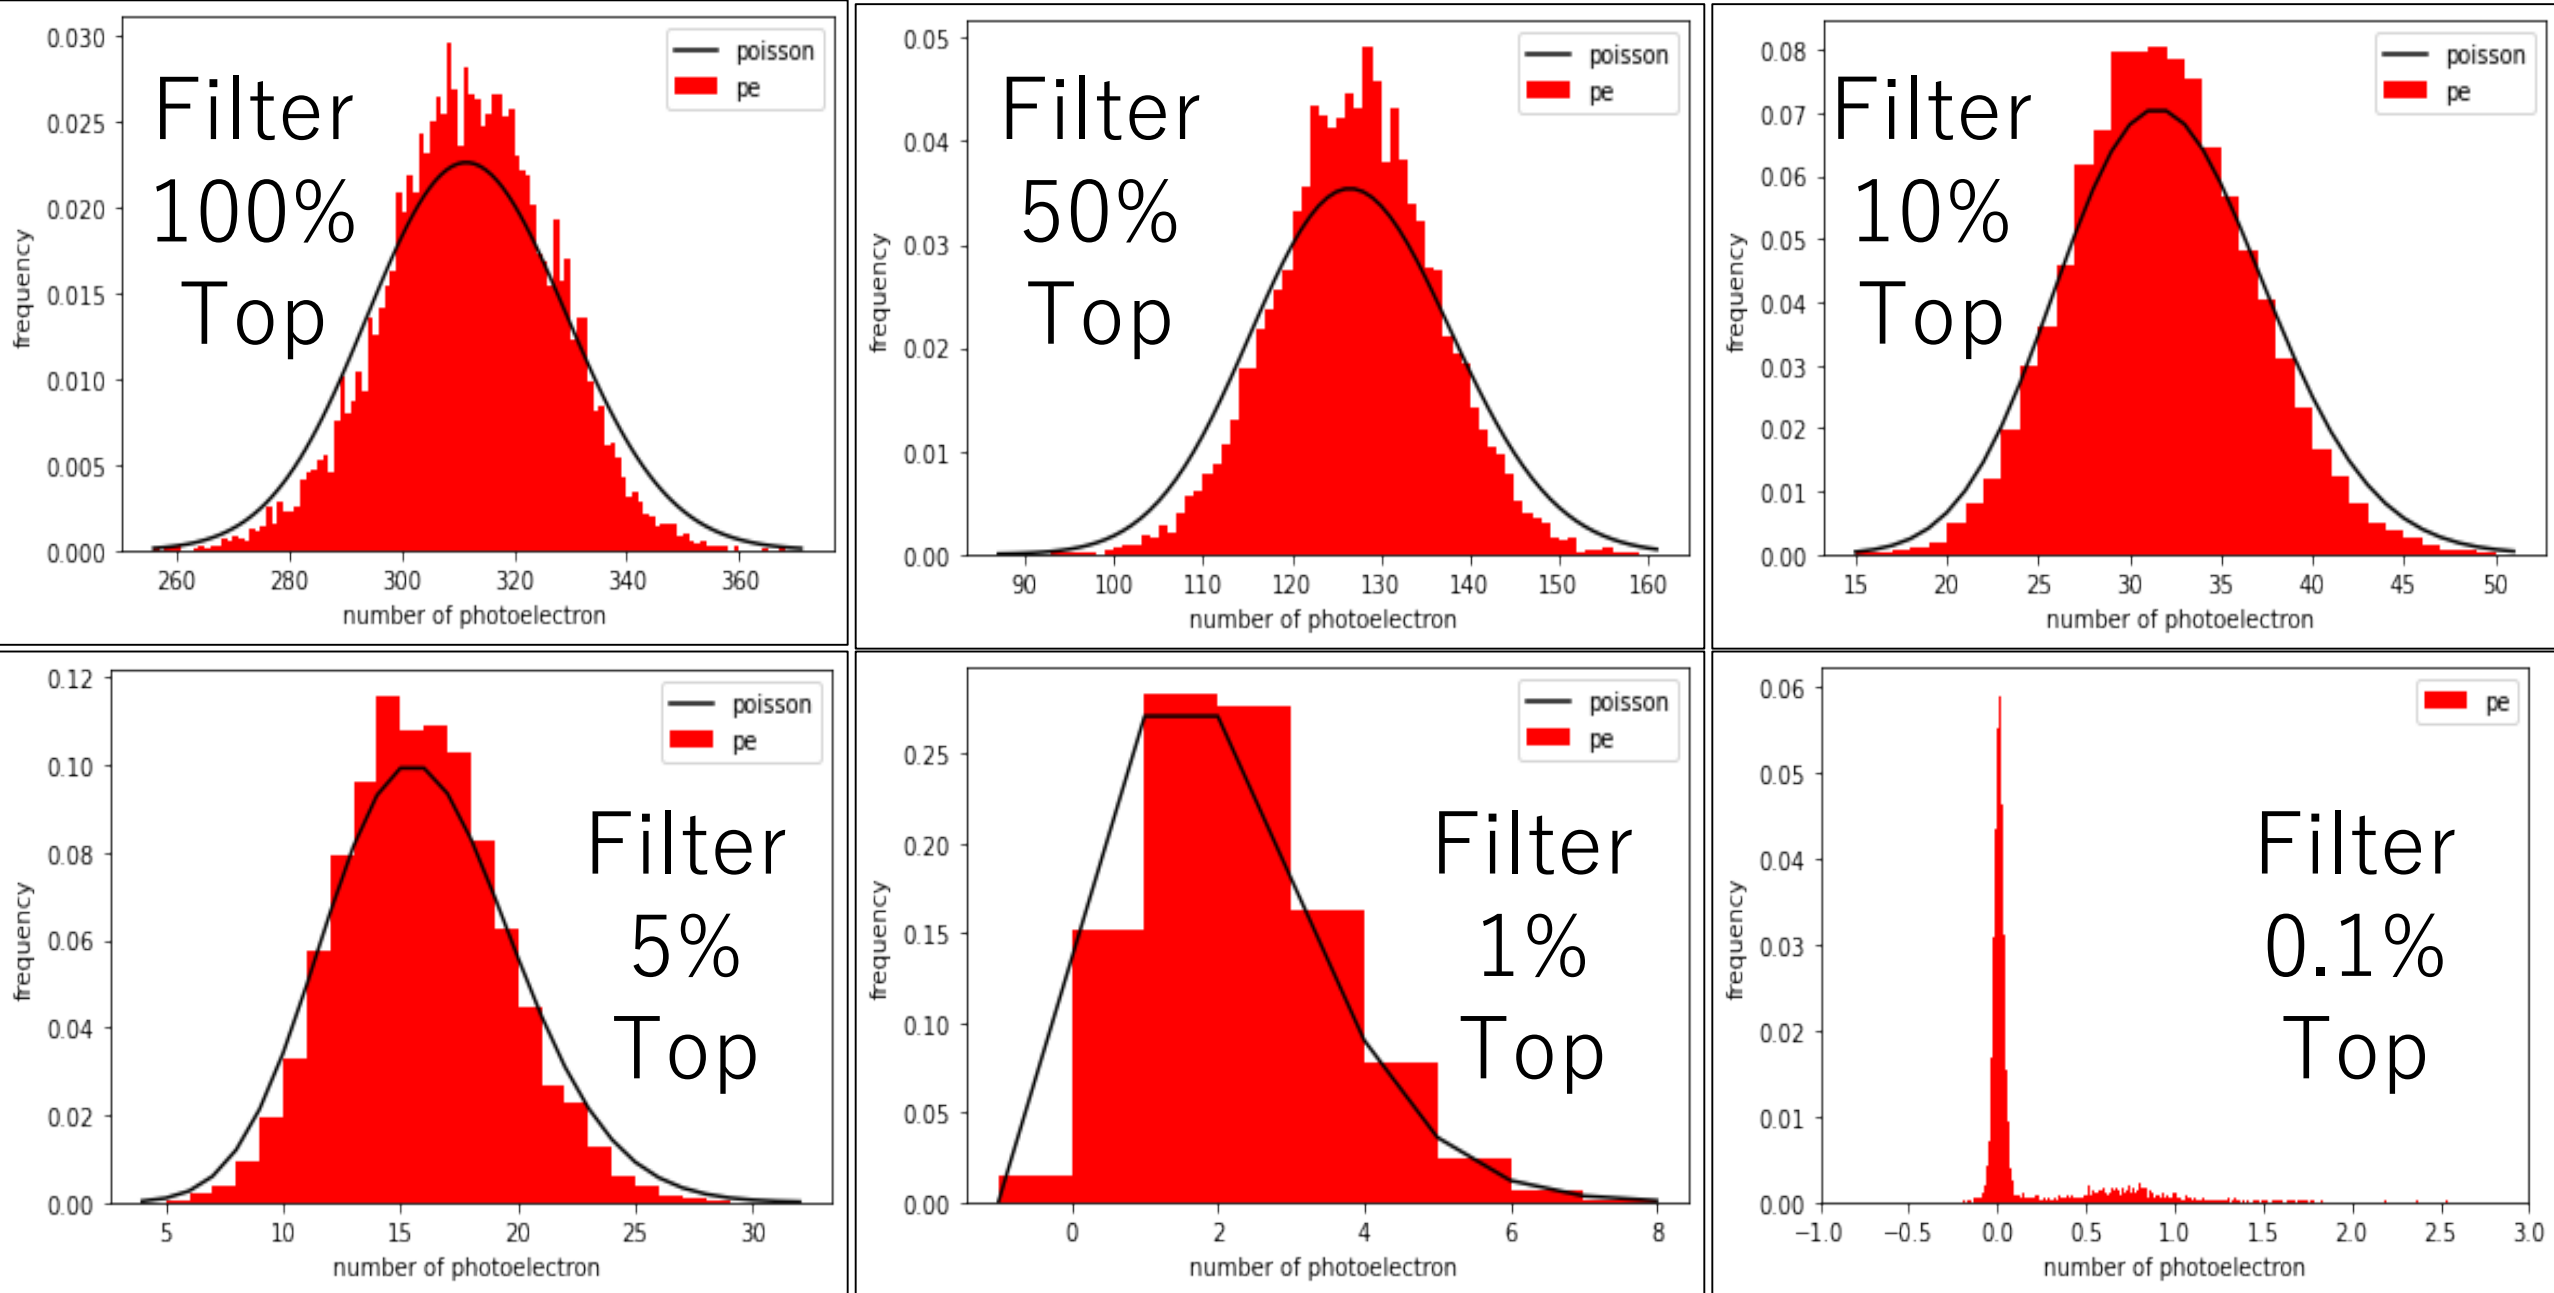 0.030
0.025
0.020
0.015
0.010
0.005
0.000
frequency
260 280 300 320 340 360
number of photoelectron
poisson
pe
Filter
100%
Top
0.05
0.04
0.03
0.02
0.01
0.00
frequency
90 100 110 120 130 140 150 160
number of photoelectron
poisson
pe
Filter
50%
Top
0.08
0.07
0.06
0.05
0.04
0.03
0.02
0.01
0.00
frequency
15 20 25 30 35 40 45 50
number of photoelectron
poisson
pe
Filter
10%
Top
0.12
0.10
0.08
0.06
0.04
0.02
0.00
frequency
5 10 15 20 25 30
number of photoelectron
poisson
pe
Filter
5%
Top
0.25
0.20
0.15
0.10
0.05
0.00
frequency
0 2 4 6 8
number of photoelectron
poisson
pe
Filter
1%
Top
0.06
0.05
0.04
0.03
0.02
0.01
0.00
frequency
−1.0 −0.5 0.0 0.5 1.0 1.5 2.0 2.5 3.0
number of photoelectron
pe
Filter
0.1%
Top